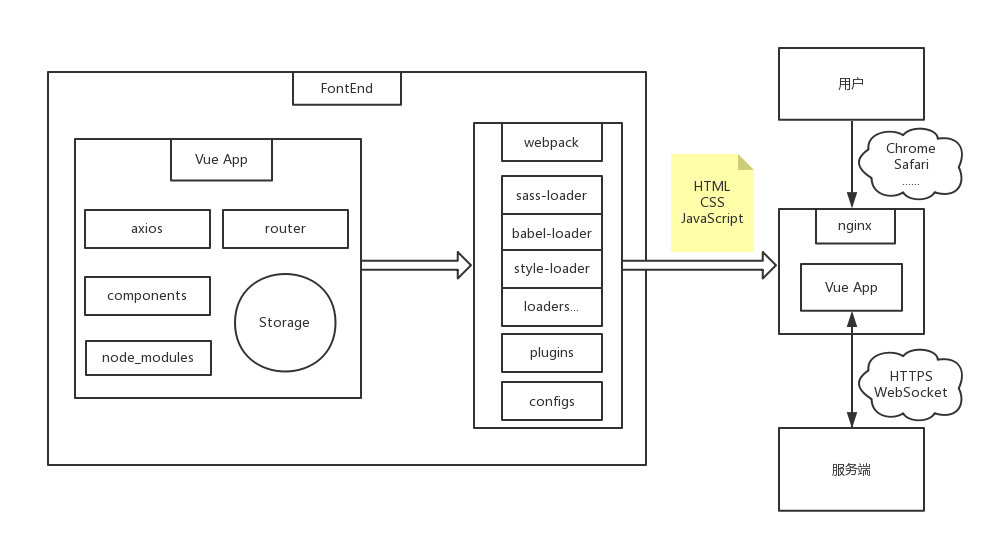 FontEnd
Vue App
axios
router
components
Storage
node_modules
webpack
sass-loader
babel-loader
style-loader
loaders...
plugins
configs
HTML
CSS
JavaScript
用户
Chrome
Safari
......
nginx
Vue App
HTTPS
WebSocket
服务端